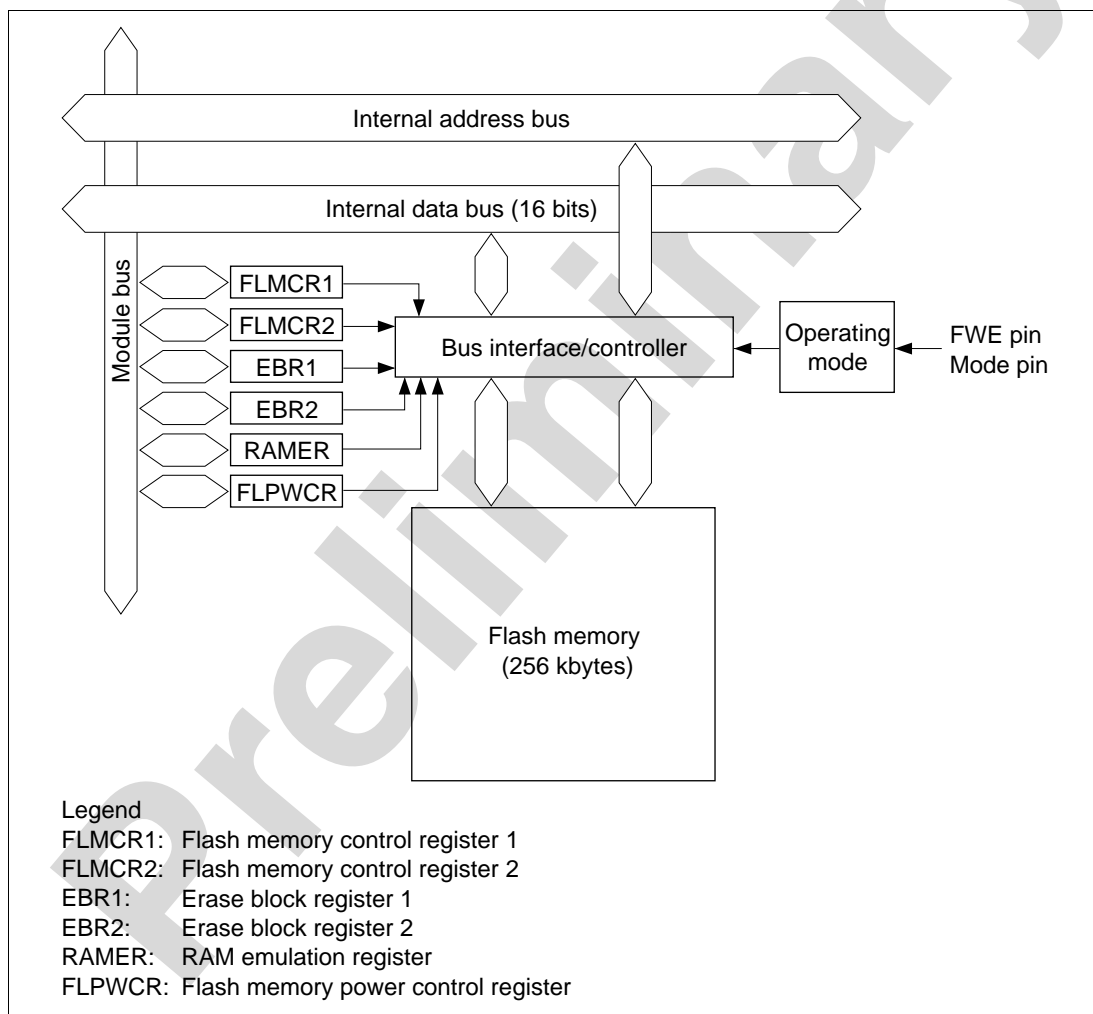 Preliminary
Internal address bus
Internal data bus (16 bits)
Module bus
FLMCR1
FLMCR2
EBR1
EBR2
RAMER
FLPWCR
Bus interface/controller
Operating
mode
FWE pin
Mode pin
Flash memory
(256 kbytes)
Legend
FLMCR1: Flash memory control register 1
FLMCR2: Flash memory control register 2
EBR1: Erase block register 1
EBR2: Erase block register 2
RAMER: RAM emulation register
FLPWCR: Flash memory power control register